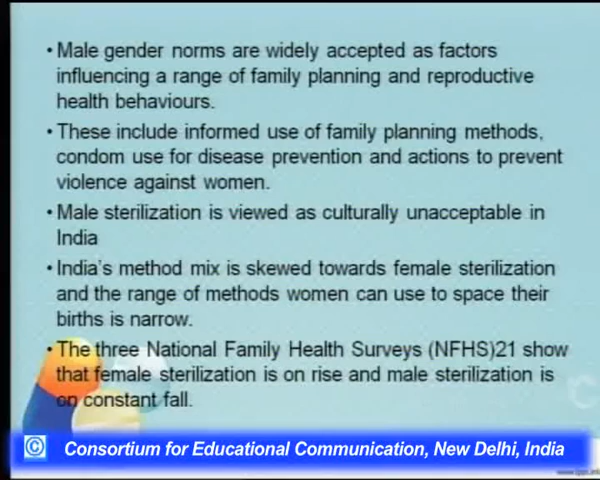 • Male gender norms are widely accepted as factors
influencing a range of family planning and reproductive
health behaviours.
• These include informed use of family planning methods,
condom use for disease prevention and actions to prevent
violence against women.
• Male sterilization is viewed as culturally unacceptable in
India
• India's method mix is skewed towards female sterilization
and the range of methods women can use to space their
births is narrow.
• The three National Family Health Surveys (NFHS)21 show
that female sterilization is on rise and male sterilization is
on constant fall.
© Consortium for Educational Communication, New Delhi, India